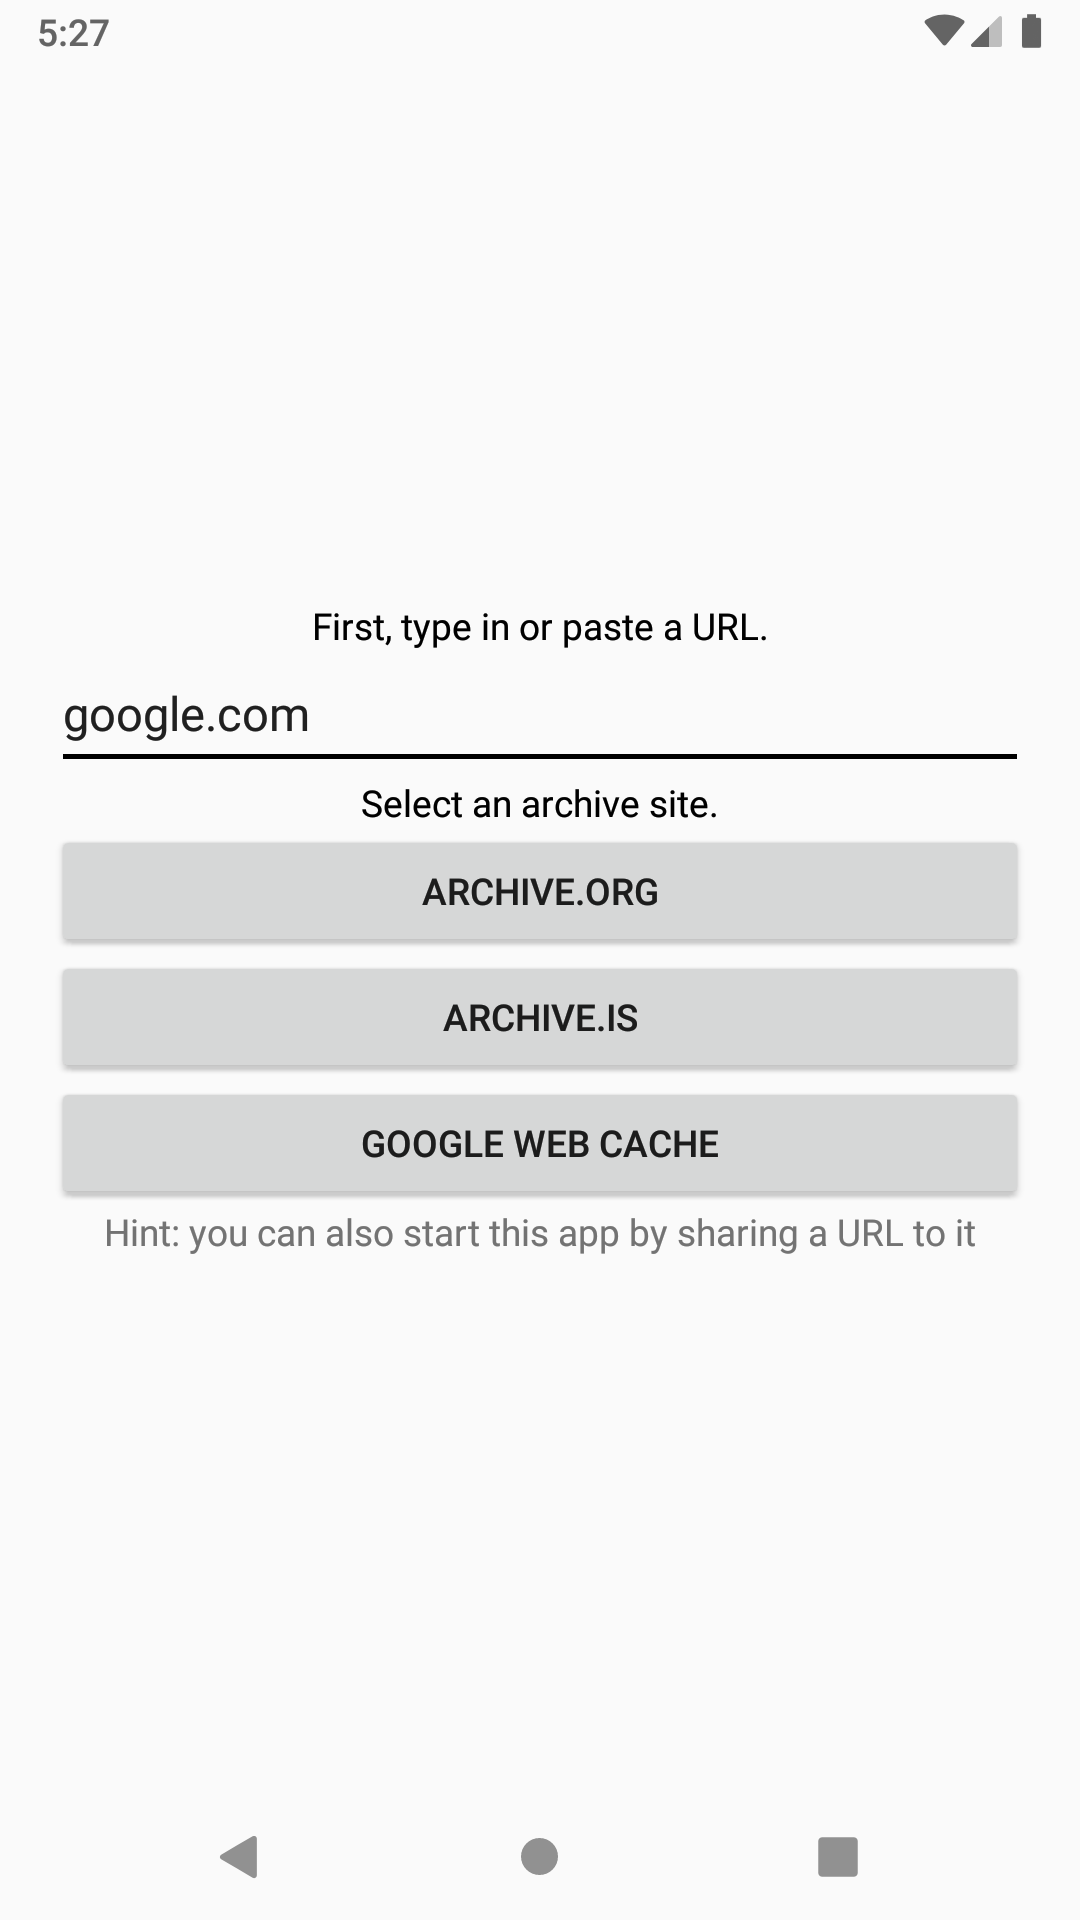 5:27
First, type in or paste a URL.
google.com
Select an archive site.
ARCHIVE.ORG
ARCHIVE.IS
GOOGLE WEB CACHE
Hint: you can also start this app by sharing a URL to it